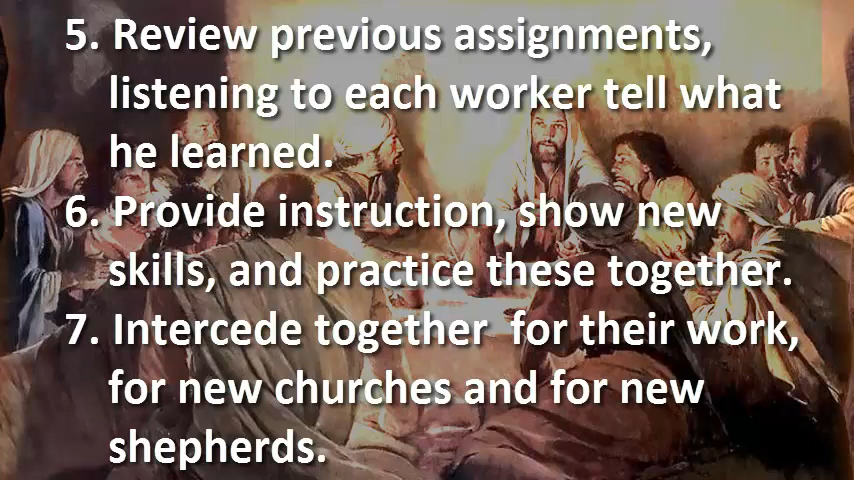 5. Review previous assignments,
listening to each worker tell what
he learned.
6. Provide instruction, show new
skills, and practice these together.
7. Intercede together  for their work,
for new churches and for new
shepherds.